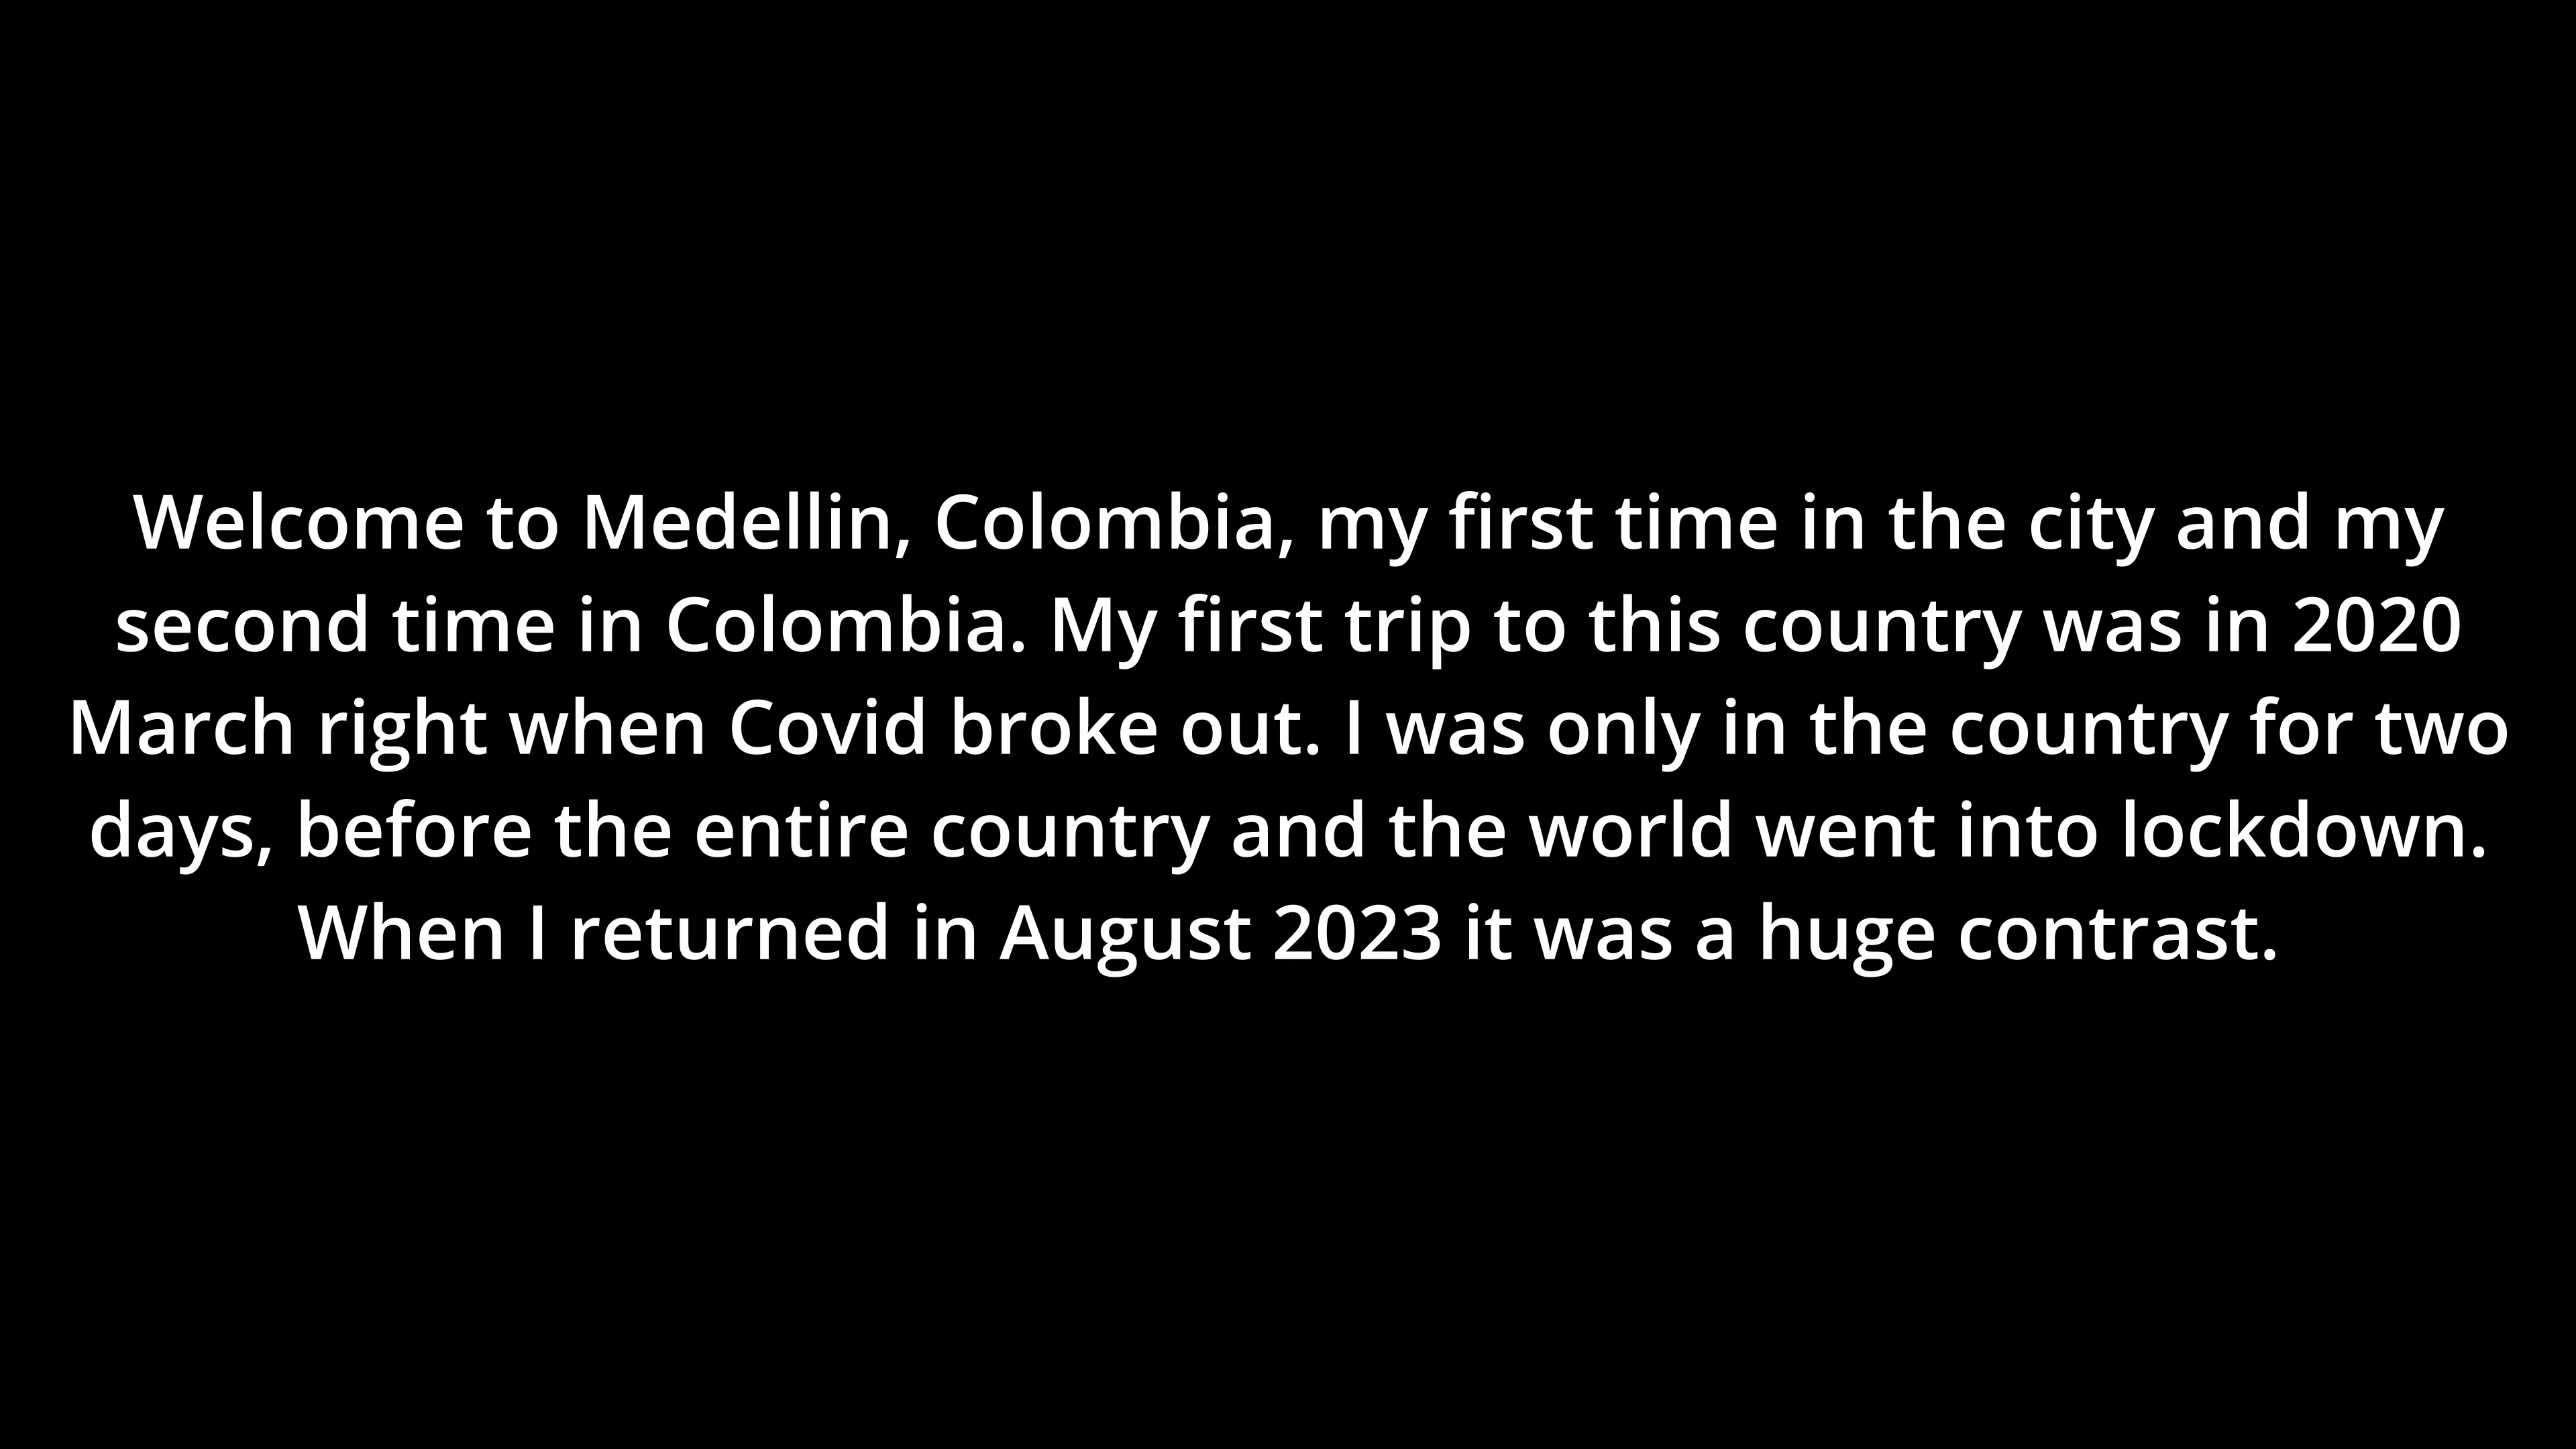 Welcome to Medellin, Colombia, my first time in the city and my
second time in Colombia. My first trip to this country was in 2020
March right when Covid broke out. I was only in the country for two
days, before the entire country and the world went into lockdown.
When I returned in August 2023 it was a huge contrast.